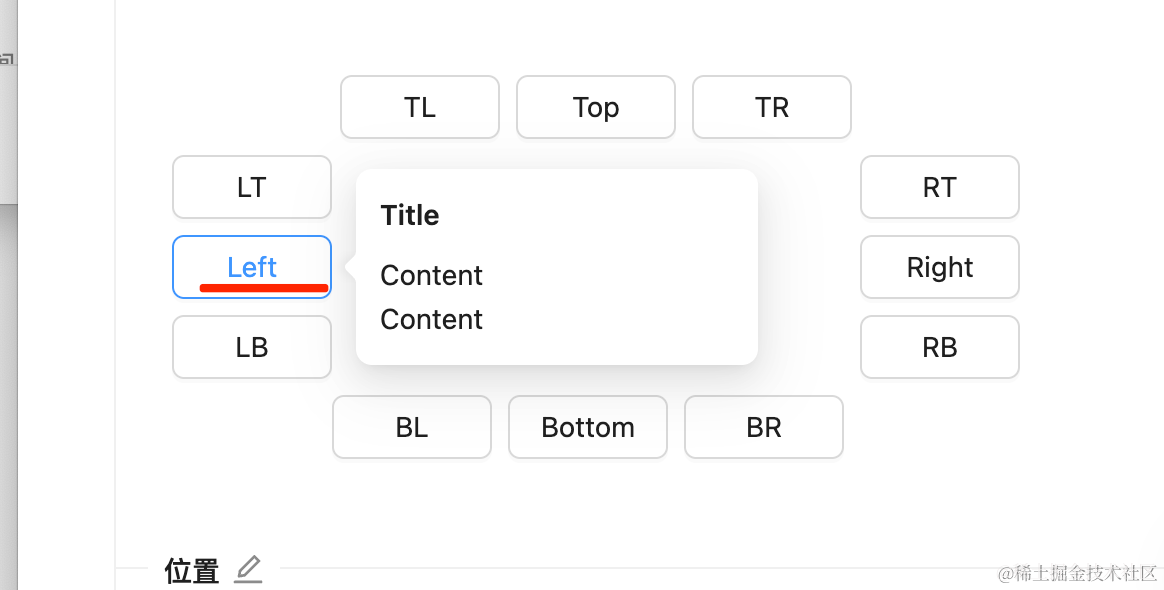 TL Top TR
LT RT
Title
Left Right
Content
Content
LB RB
BL Bottom BR
位置
@稀土掘金技术社区